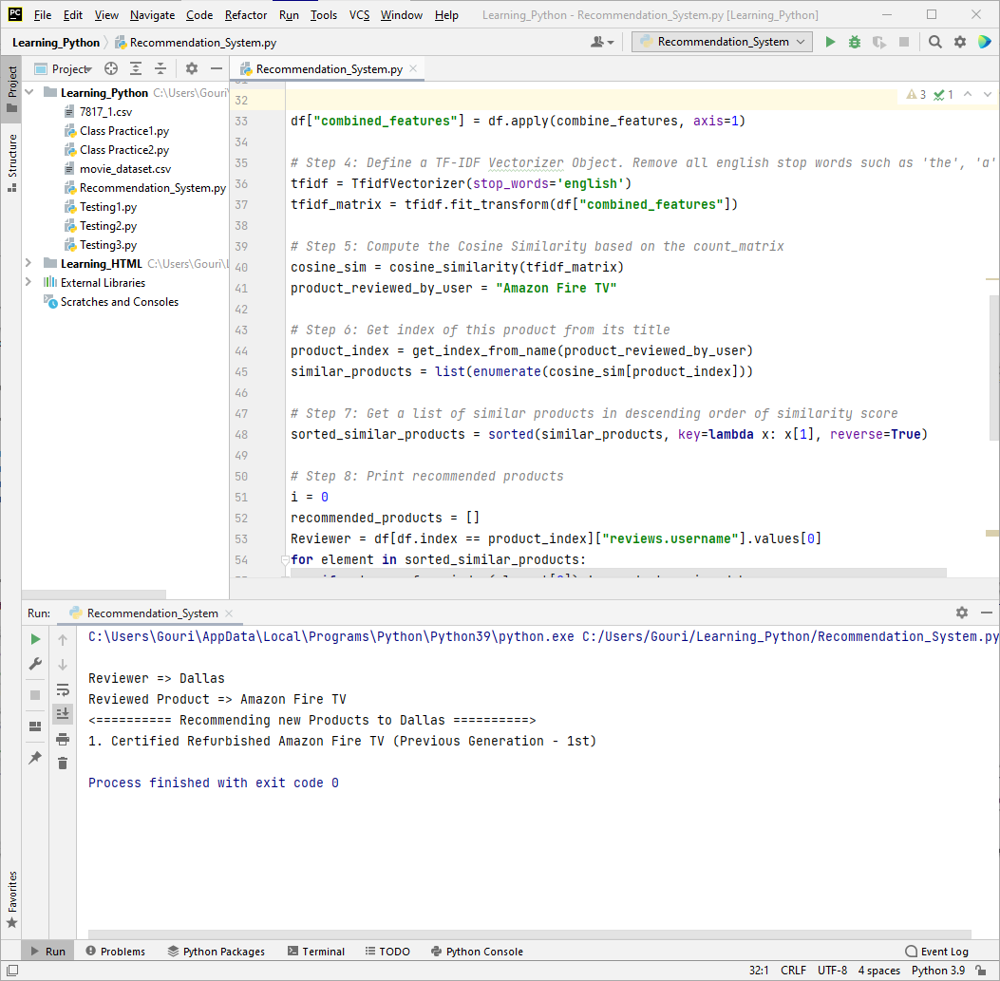 PC File Edit View Navigate Code Refactor Run Tools VCS Window Help Learning_Python - Recommendation_System.py [Learning_Python]
Learning_Python Recommendation_System.py Recommendation_System
Project Recommendation_System.py
Project
Structure
Favorites
Learning_Python C:\Users\Gouri\
7817_1.csv
Class Practice1.py
Class Practice2.py
movie_dataset.csv
Recommendation_System.py
Testing1.py
Testing2.py
Testing3.py
Learning_HTML C:\Users\Gouri\L
External Libraries
Scratches and Consoles
3 1
32
33 df["combined_features"] = df.apply(combine_features, axis=1)
34
35 # Step 4: Define a TF-IDF Vectorizer Object. Remove all english stop words such as 'the', 'a'
36 tfidf = TfidfVectorizer(stop_words='english')
37 tfidf_matrix = tfidf.fit_transform(df["combined_features"])
38
39 # Step 5: Compute the Cosine Similarity based on the count_matrix
40 cosine_sim = cosine_similarity(tfidf_matrix)
41 product_reviewed_by_user = "Amazon Fire TV"
42
43 # Step 6: Get index of this product from its title
44 product_index = get_index_from_name(product_reviewed_by_user)
45 similar_products = list(enumerate(cosine_sim[product_index]))
46
47 # Step 7: Get a list of similar products in descending order of similarity score
48 sorted_similar_products = sorted(similar_products, key=lambda x: x[1], reverse=True)
49
50 # Step 8: Print recommended products
51 i = 0
52 recommended_products = []
53 Reviewer = df[df.index == product_index]["reviews.username"].values[0]
54 for element in sorted_similar_products:
Run: Recommendation_System
C:\Users\Gouri\AppData\Local\Programs\Python\Python39\python.exe C:/Users/Gouri/Learning_Python/Recommendation_System.py
Reviewer => Dallas
Reviewed Product => Amazon Fire TV
<========== Recommending new Products to Dallas ==========>
1. Certified Refurbished Amazon Fire TV (Previous Generation - 1st)
Process finished with exit code 0
Run Problems Python Packages Terminal TODO Python Console Event Log
32:1 CRLF UTF-8 4 spaces Python 3.9